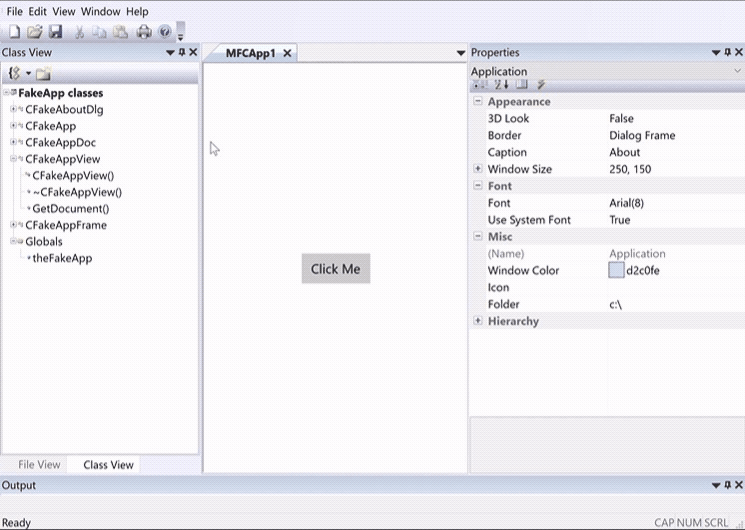 File Edit View Window Help
Class View
FakeApp classes
CFakeAboutDlg
CFakeApp
CFakeAppDoc
CFakeAppView
CFakeAppView()
~CFakeAppView()
GetDocument()
CFakeAppFrame
Globals
theFakeApp
File View Class View
MFCApp1
Click Me
Properties
Application
Appearance
3D Look False
Border Dialog Frame
Caption About
Window Size 250, 150
Font
Font Arial(8)
Use System Font True
Misc
(Name) Application
Window Color d2c0fe
Icon
Folder c:\
Hierarchy
Output
Ready CAP NUM SCRL